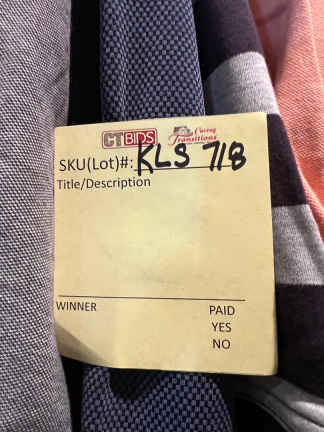 CTBIDS Caring Transitions
SKU(Lot)#: KLS 718
Title/Description
WINNER PAID
YES
NO